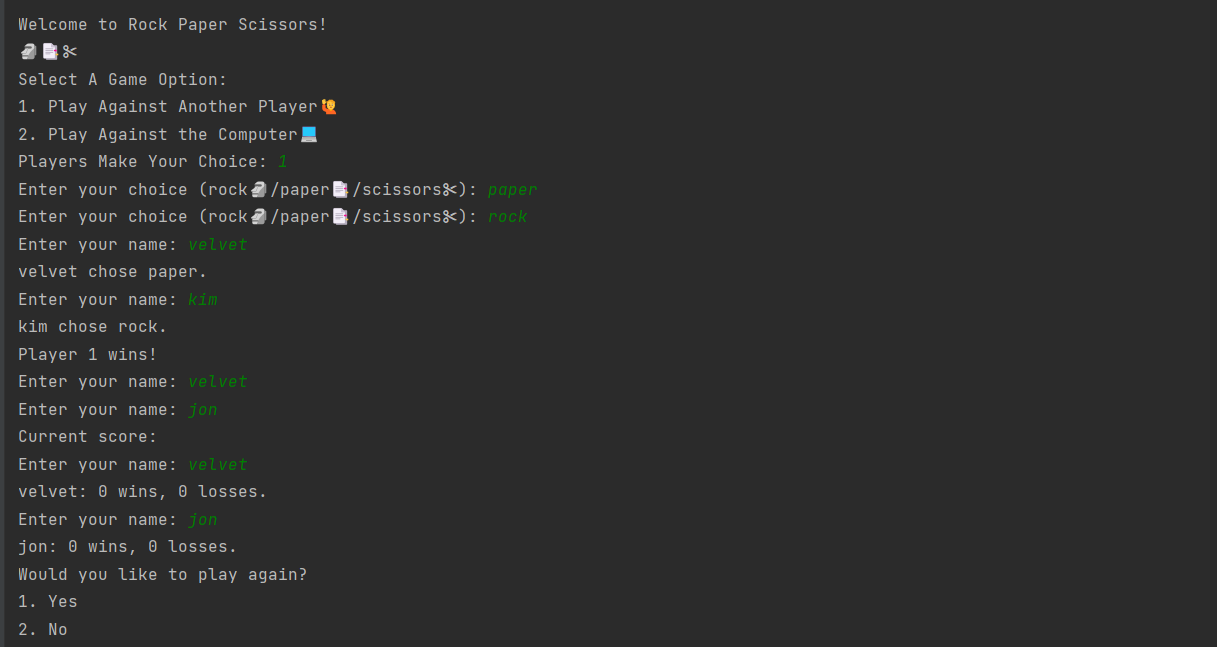 Welcome to Rock Paper Scissors!
🗿📑✂
Select A Game Option:
1. Play Against Another Player🙋
2. Play Against the Computer💻
Players Make Your Choice: 1
Enter your choice (rock🗿/paper📑/scissors✂): paper
Enter your choice (rock🗿/paper📑/scissors✂): rock
Enter your name: velvet
velvet chose paper.
Enter your name: kim
kim chose rock.
Player 1 wins!
Enter your name: velvet
Enter your name: jon
Current score:
Enter your name: velvet
velvet: 0 wins, 0 losses.
Enter your name: jon
jon: 0 wins, 0 losses.
Would you like to play again?
1. Yes
2. No